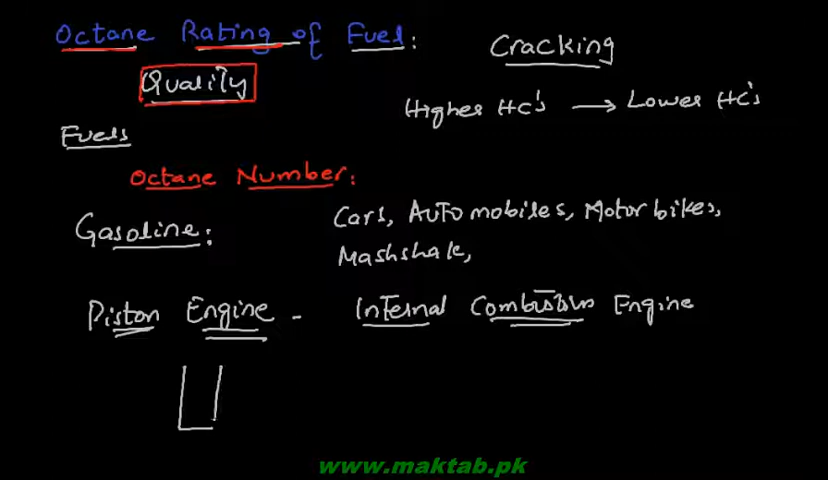 Octane Rating of Fuel:
Cracking
Quality
Higher HC's → Lower HC's
Fuels
Octane Number:
Gasoline:
Cars, Automobiles, Motorbikes,
Mashshak,
Piston Engine - Internal Combustion Engine
www.maktab.pk